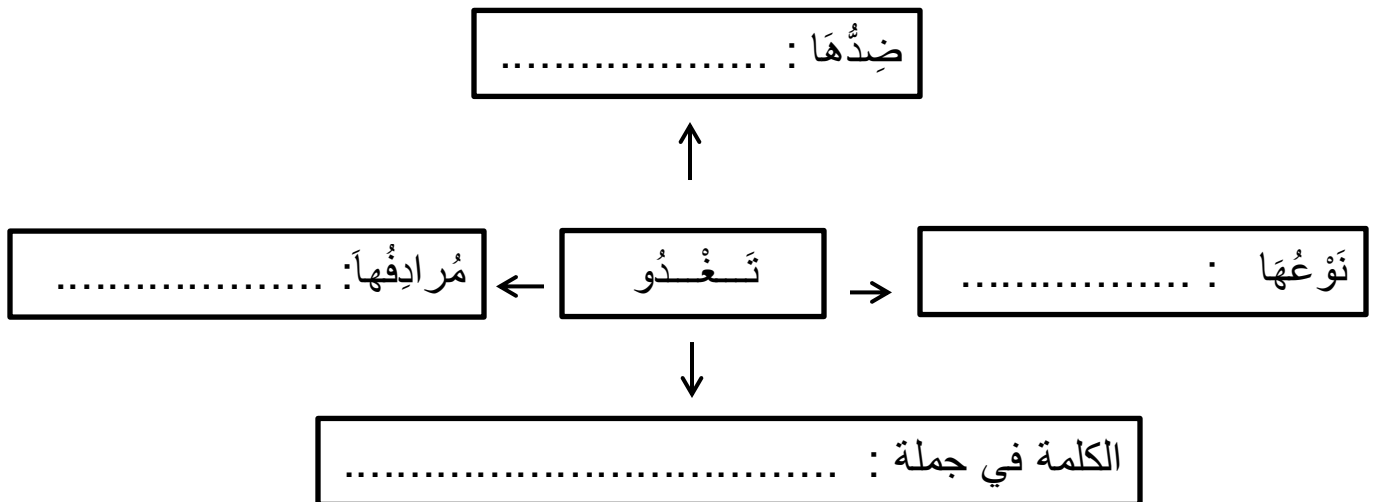 ضِدُّهَا : ....................
نَوْعُهَا : .................
تَــغْــدُو
مُرادِفُهاَ: ..................
الكلمة في جملة : .....................................